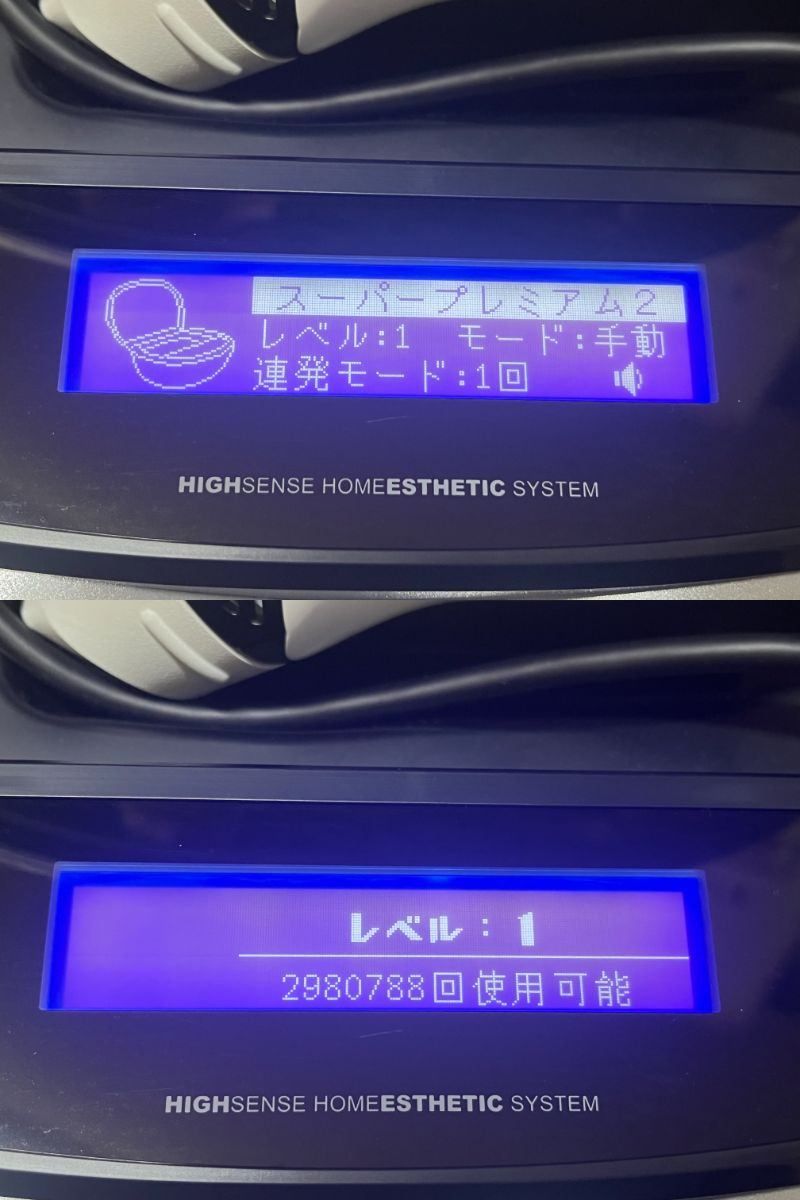 スーパープレミアム2
レベル:1 モード:手動
連発モード:1回
HIGHSENSE HOMEESTHETIC SYSTEM
レベル:1
2980788回使用可能
HIGHSENSE HOMEESTHETIC SYSTEM